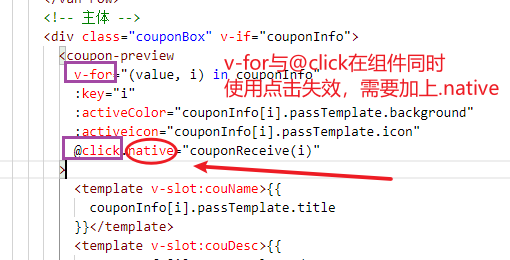 <!-- 主体 -->
<div class="couponBox" v-if="couponInfo">
<coupon-preview
v-for="(value, i) in couponInfo"
:key="i"
:activeColor="couponInfo[i].passTemplate.background"
:activeicon="couponInfo[i].passTemplate.icon"
@click.native="couponReceive(i)"
>
<template v-slot:couName>{{
couponInfo[i].passTemplate.title
}}</template>
<template v-slot:couDesc>{{
v-for与@click在组件同时
使用点击失效，需要加上.native